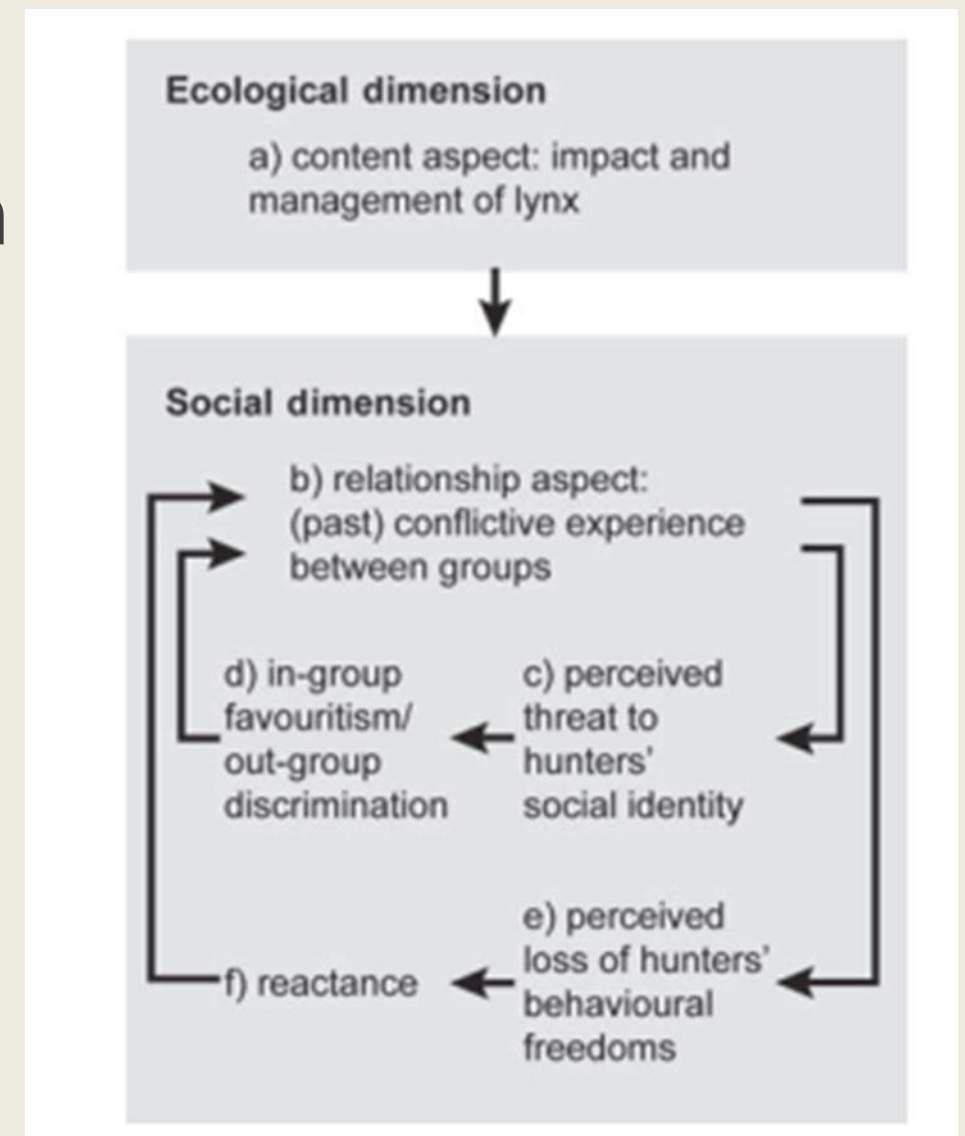 n
Ecological dimension
a) content aspect: impact and
management of lynx
Social dimension
b) relationship aspect:
(past) conflictive experience
between groups
d) in-group
favouritism/
out-group
discrimination
c) perceived
threat to
hunters'
social identity
e) perceived
loss of hunters'
behavioural
freedoms
f) reactance